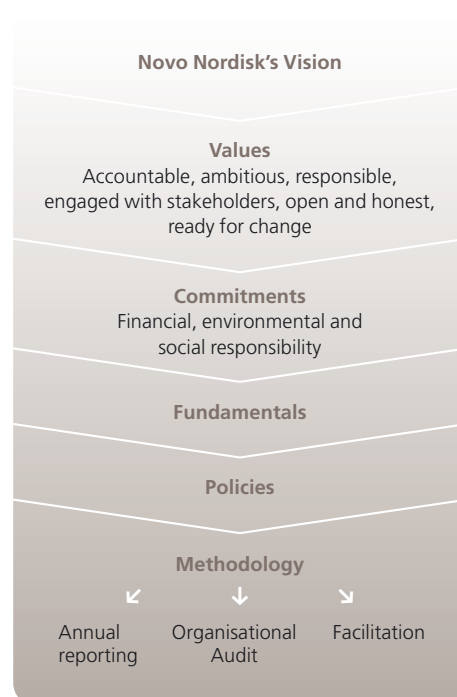 Novo Nordisk’s Vision
Values
Accountable, ambitious, responsible,
engaged with stakeholders, open and honest,
ready for change
Commitments
Financial, environmental and
social responsibility
Fundamentals
Policies
Methodology
Annual
reporting
Organisational
Audit
Facilitation